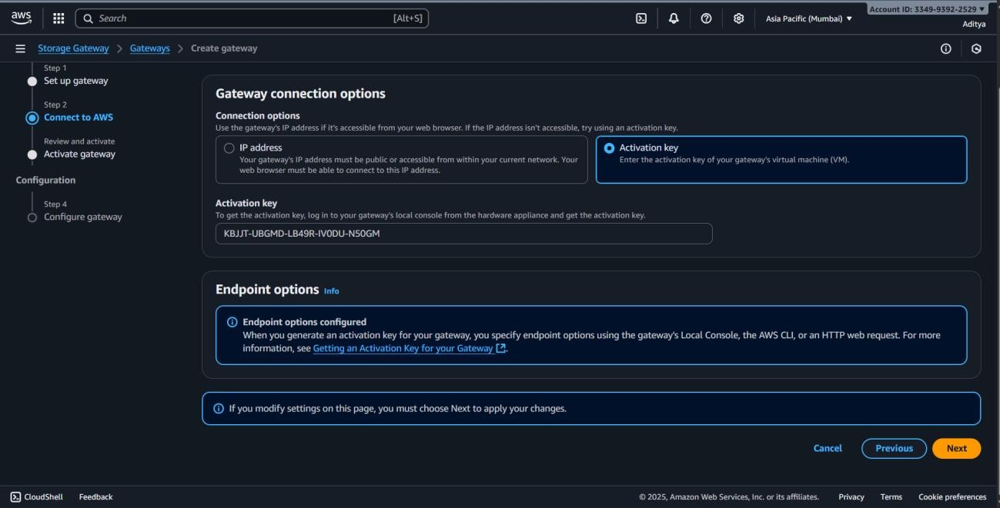 aws
Search [Alt+S]
Asia Pacific (Mumbai) ▼
Account ID: 3349-9392-2529 ▼
Aditya
Storage Gateway > Gateways > Create gateway
Step 1
Set up gateway
Step 2
Connect to AWS
Review and activate
Activate gateway
Configuration
Step 4
Configure gateway
Gateway connection options
Connection options
Use the gateway's IP address if it's accessible from your web browser. If the IP address isn't accessible, try using an activation key.
IP address
Your gateway's IP address must be public or accessible from within your current network. Your
web browser must be able to connect to this IP address.
Activation key
Enter the activation key of your gateway's virtual machine (VM).
Activation key
To get the activation key, log in to your gateway's local console from the hardware appliance and get the activation key.
KBJJT-UBGMD-LB49R-IV0DU-N50GM
Endpoint options Info
Endpoint options configured
When you generate an activation key for your gateway, you specify endpoint options using the gateway's Local Console, the AWS CLI, or an HTTP web request. For more
information, see Getting an Activation Key for your Gateway.
If you modify settings on this page, you must choose Next to apply your changes.
Cancel Previous Next
CloudShell Feedback
© 2025, Amazon Web Services, Inc. or its affiliates. Privacy Terms Cookie preferences